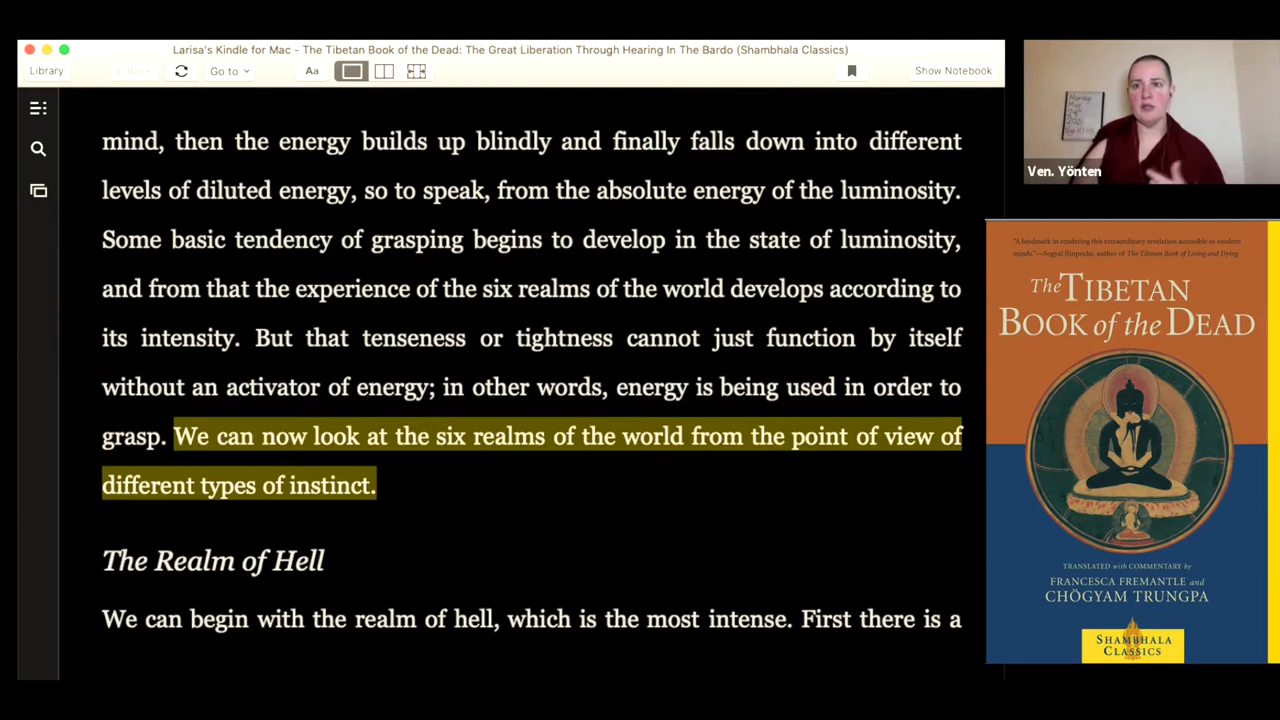 Larisa's Kindle for Mac - The Tibetan Book of the Dead: The Great Liberation Through Hearing In The Bardo (Shambhala Classics)
Library
Back
Go to
Aa
Show Notebook
mind, then the energy builds up blindly and finally falls down into different
levels of diluted energy, so to speak, from the absolute energy of the luminosity.
Some basic tendency of grasping begins to develop in the state of luminosity,
and from that the experience of the six realms of the world develops according to
its intensity. But that tenseness or tightness cannot just function by itself
without an activator of energy; in other words, energy is being used in order to
grasp. We can now look at the six realms of the world from the point of view of
different types of instinct.
The Realm of Hell
We can begin with the realm of hell, which is the most intense. First there is a
Monday
May
24th
2021
Ven. Yönten
"A landmark in rendering this extraordinary revelation accessible to modern
minds."—Sogyal Rinpoche, author of The Tibetan Book of Living and Dying.
The TIBETAN
BOOK of the DEAD
TRANSLATED with COMMENTARY by
FRANCESCA FREMANTLE and
CHÖGYAM TRUNGPA
SHAMBHALA
CLASSICS